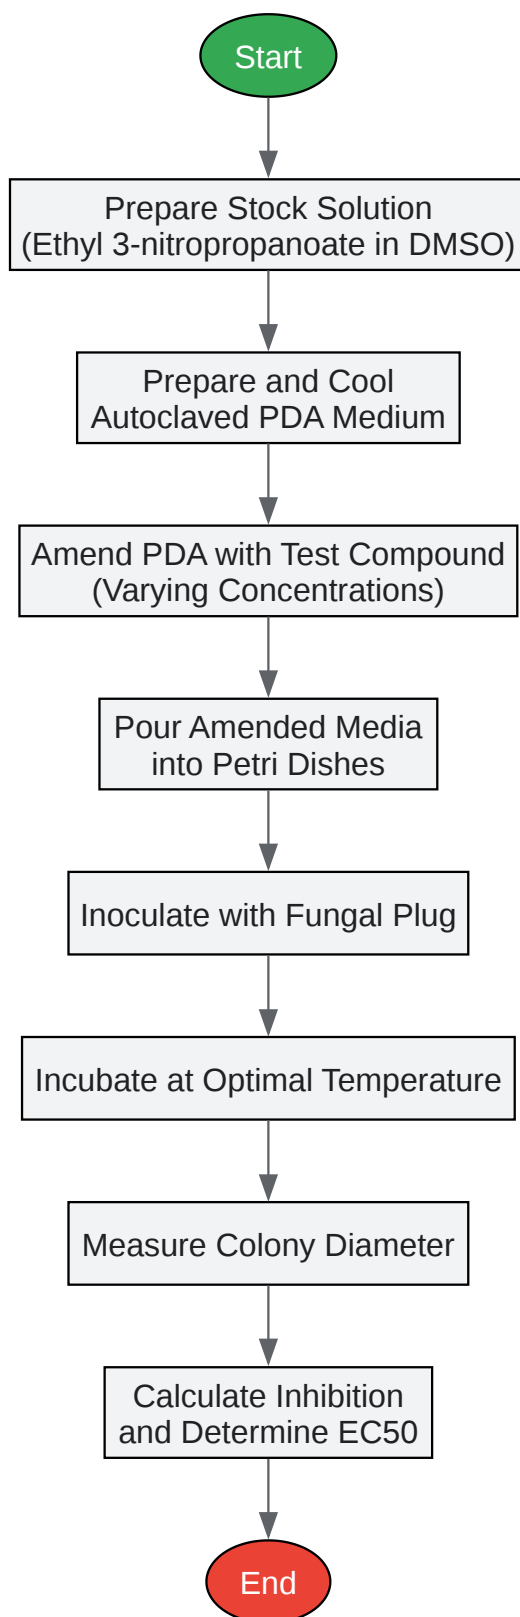 Start
Prepare Stock Solution
(Ethyl 3-nitropropanoate in DMSO)
Prepare and Cool
Autoclaved PDA Medium
Amend PDA with Test Compound
(Varying Concentrations)
Pour Amended Media
into Petri Dishes
Inoculate with Fungal Plug
Incubate at Optimal Temperature
Measure Colony Diameter
Calculate Inhibition
and Determine EC50
End